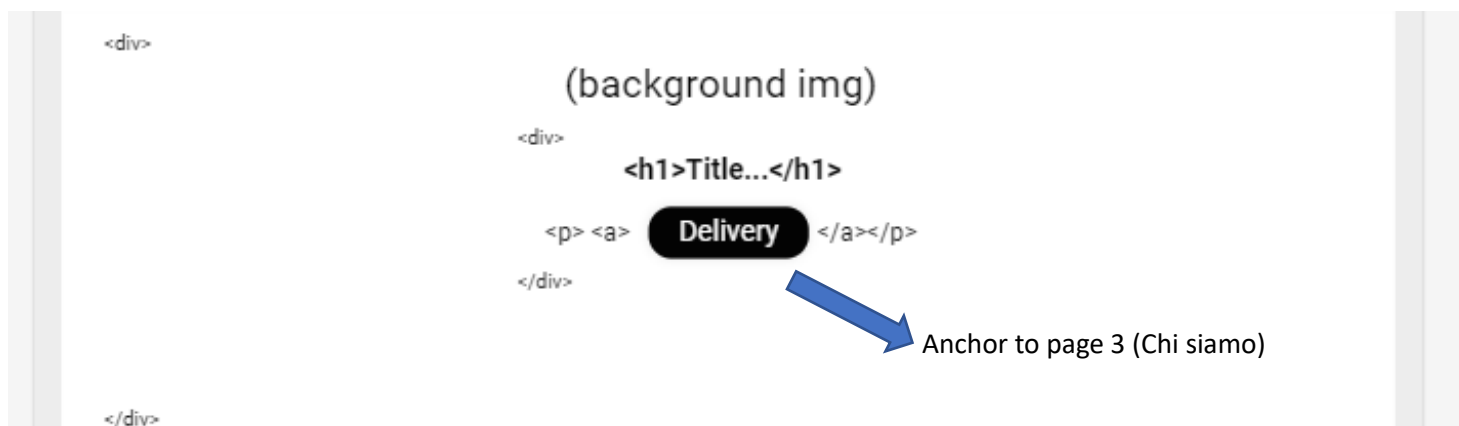 <div>
(background img)
<div>
<h1>Title...</h1>
<p> <a> Delivery </a></p>
</div>
Anchor to page 3 (Chi siamo)
</div>